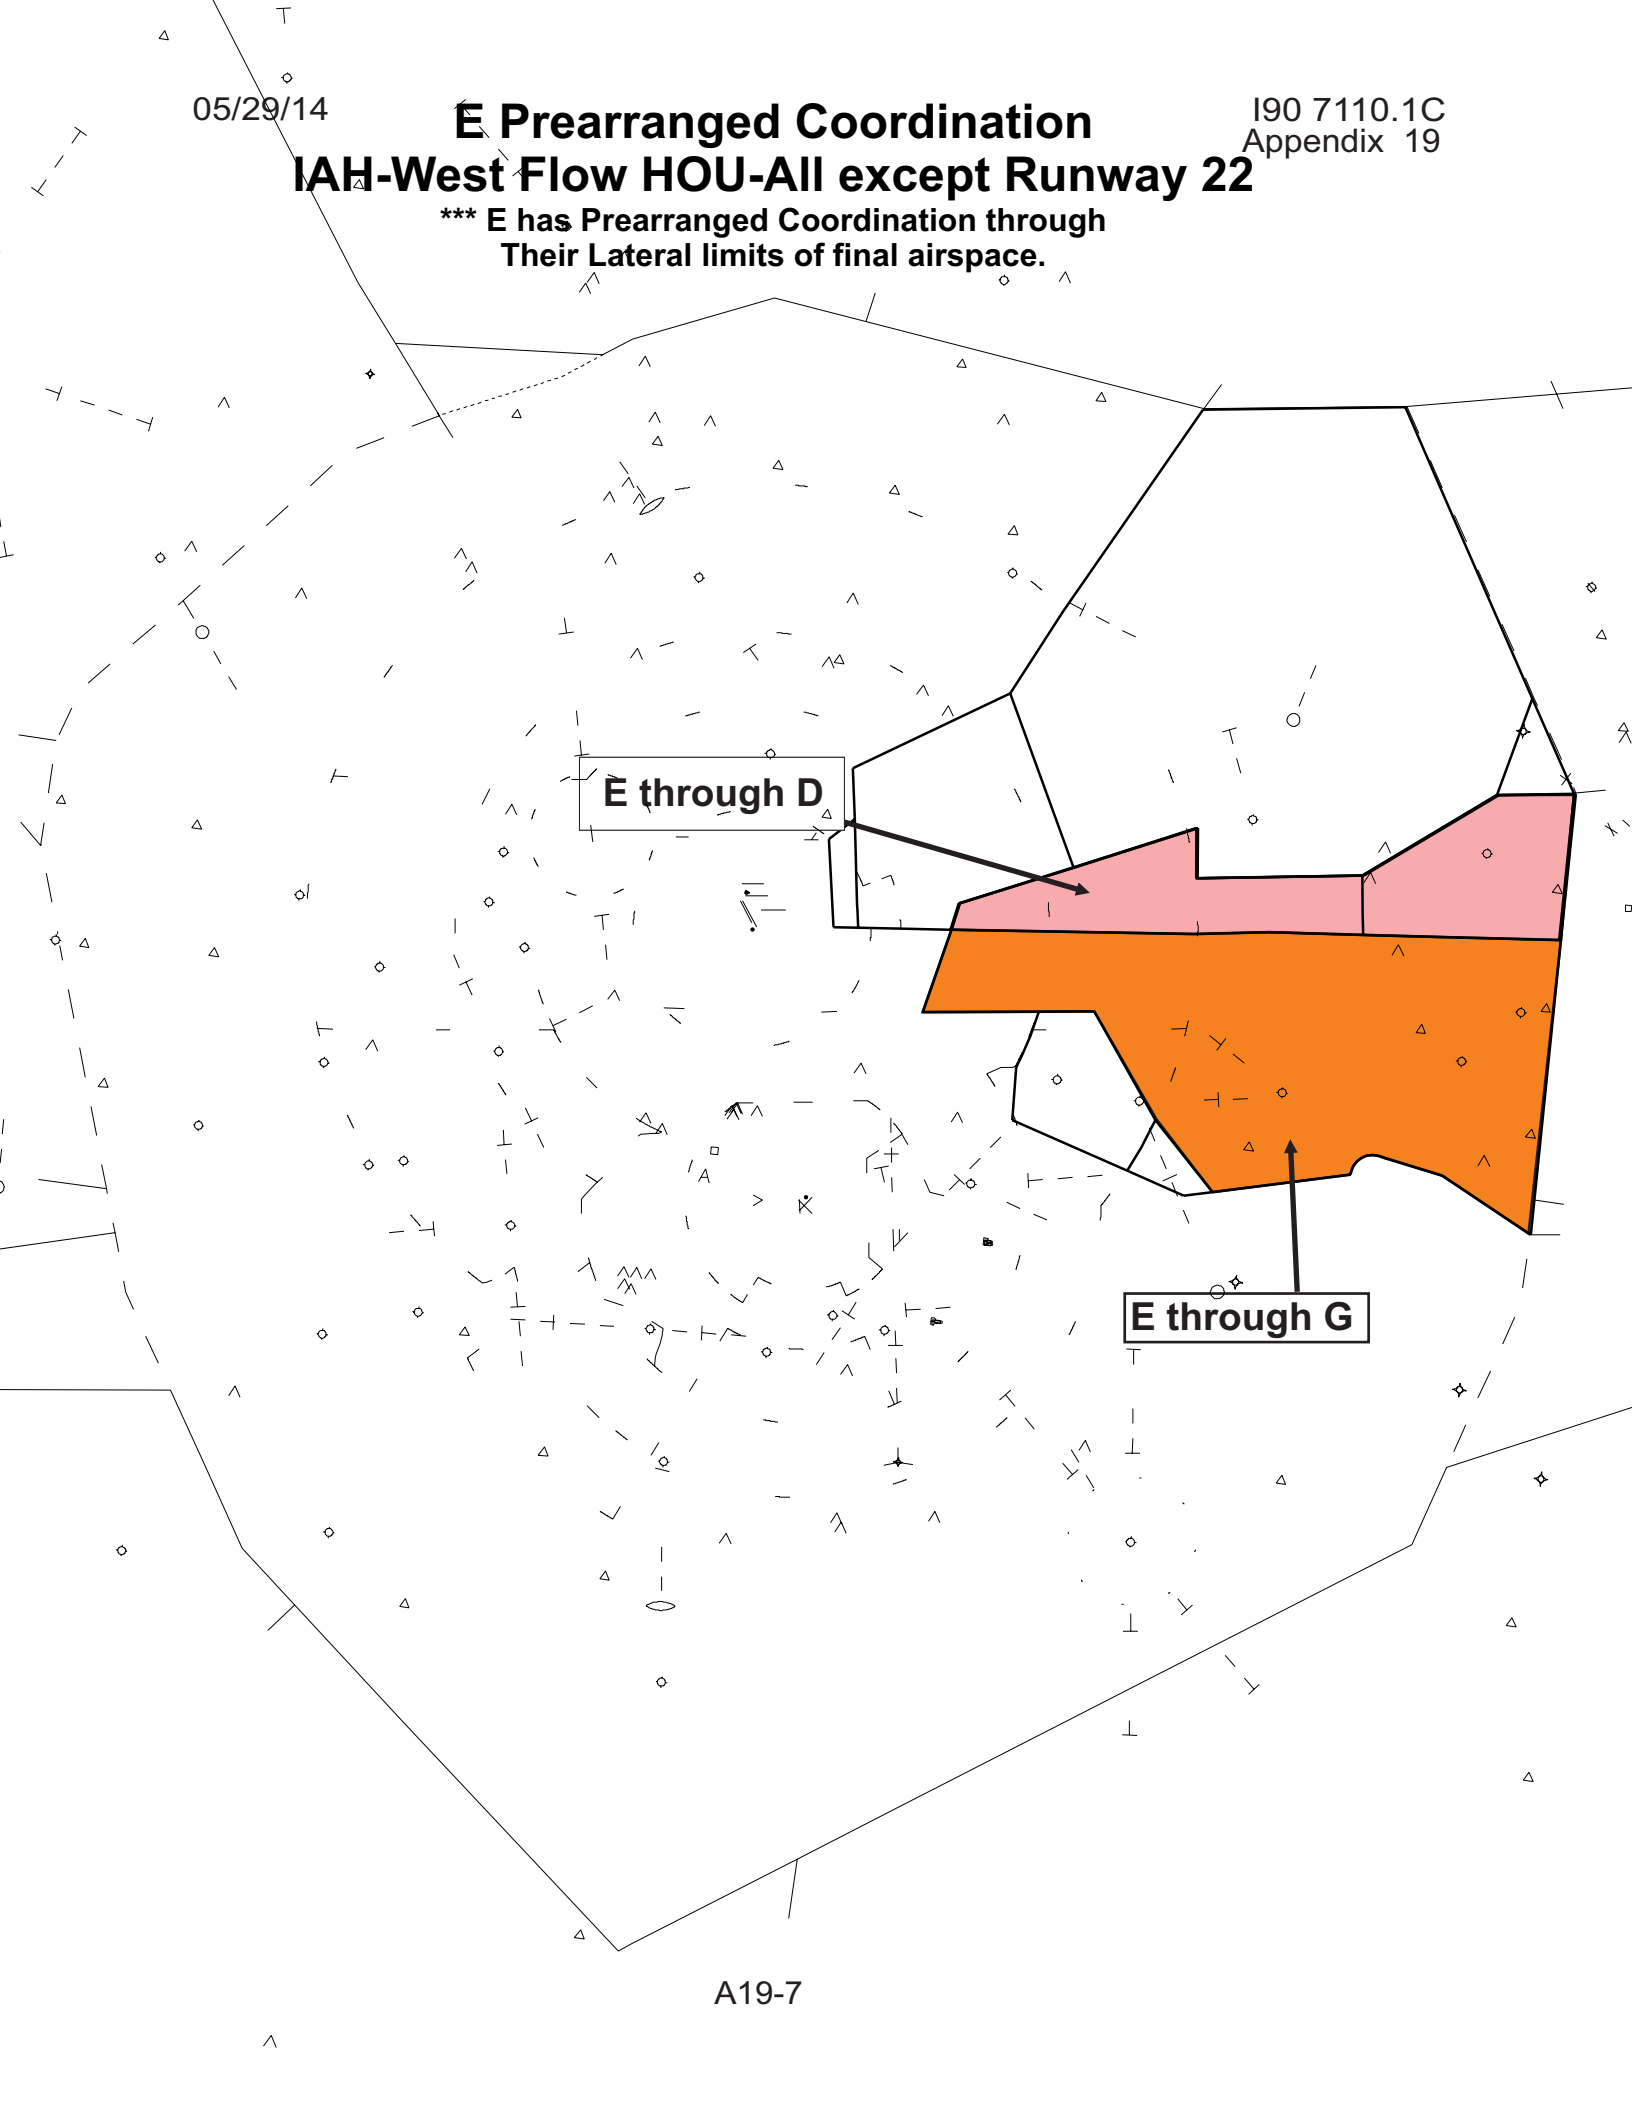 05/29/14
E Prearranged Coordination
I90 7110.1C
Appendix 19
IAH-West Flow HOU-All except Runway 22
*** E has Prearranged Coordination through
Their Lateral limits of final airspace.
E through D
E through G
A19-7